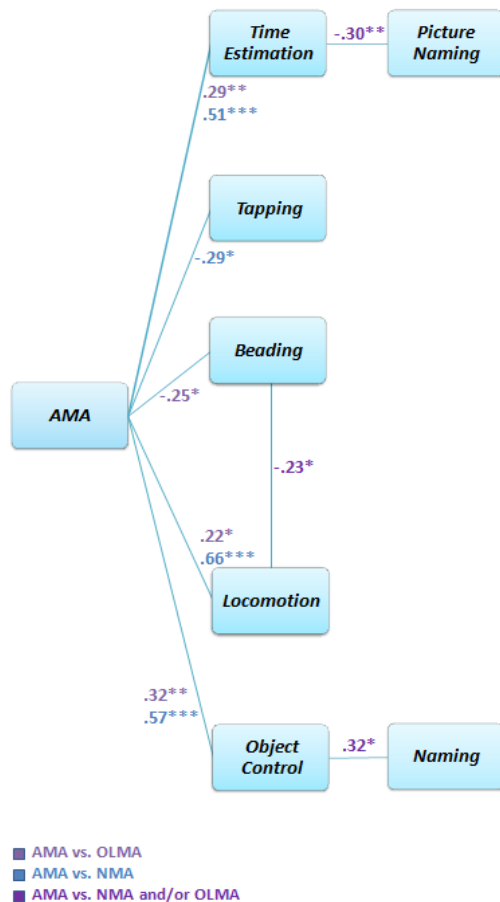 Time
Estimation
-.30**
Picture
Naming
.29**
.51***
Tapping
-.29*
Beading
AMA
-.25*
-.23*
.22*
.66***
Locomotion
.32**
.57***
Object
Control
.32*
Naming
AMA vs. OLMA
AMA vs. NMA
AMA vs. NMA and/or OLMA